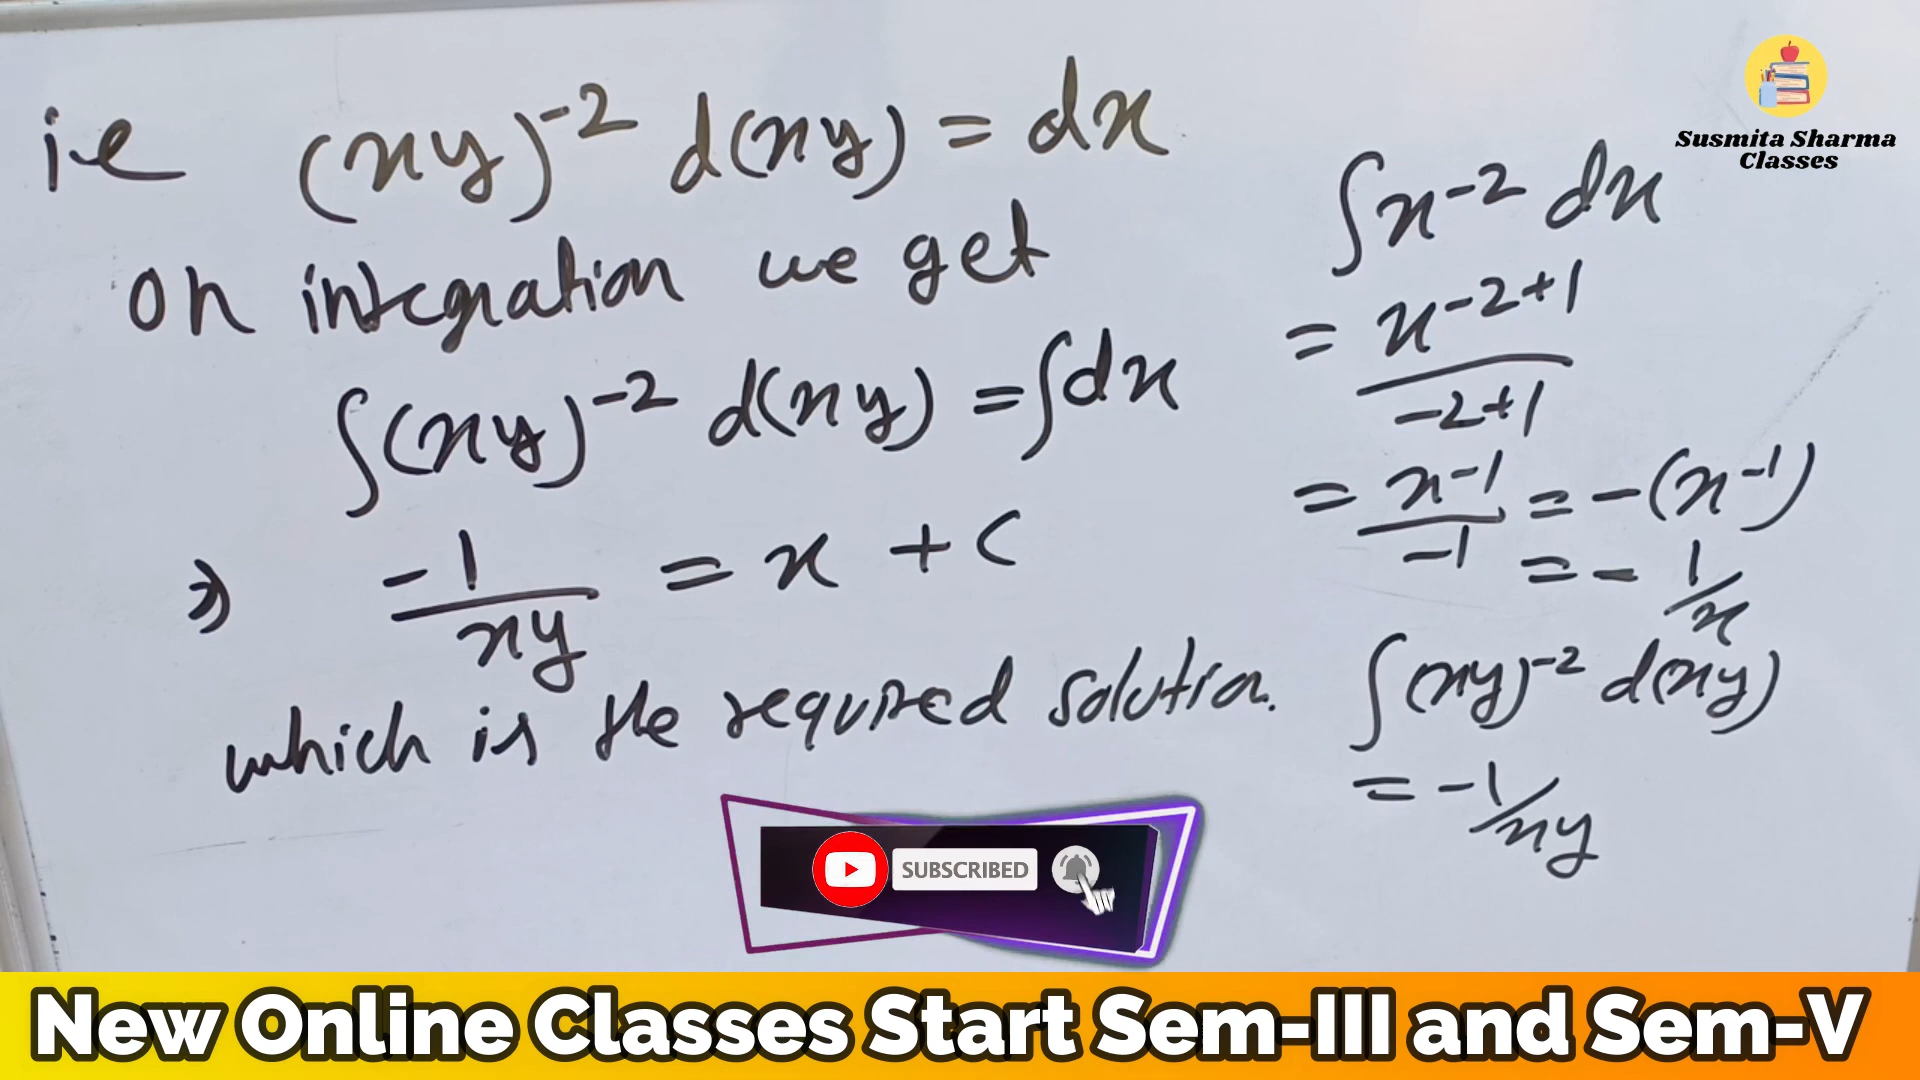 i.e (xy)^-2 d(xy) = dx
on integration we get
∫(xy)^-2 d(xy) = ∫dx
⇒ -1/xy = x + c
which is the required solution.
∫x^-2 dx
= x^-2+1/-2+1
= x^-1/-1 = -(x^-1)
= - 1/x
∫(xy)^-2 d(xy)
= -1/xy
Susmita Sharma
Classes
SUBSCRIBED
New Online Classes Start Sem-III and Sem-V